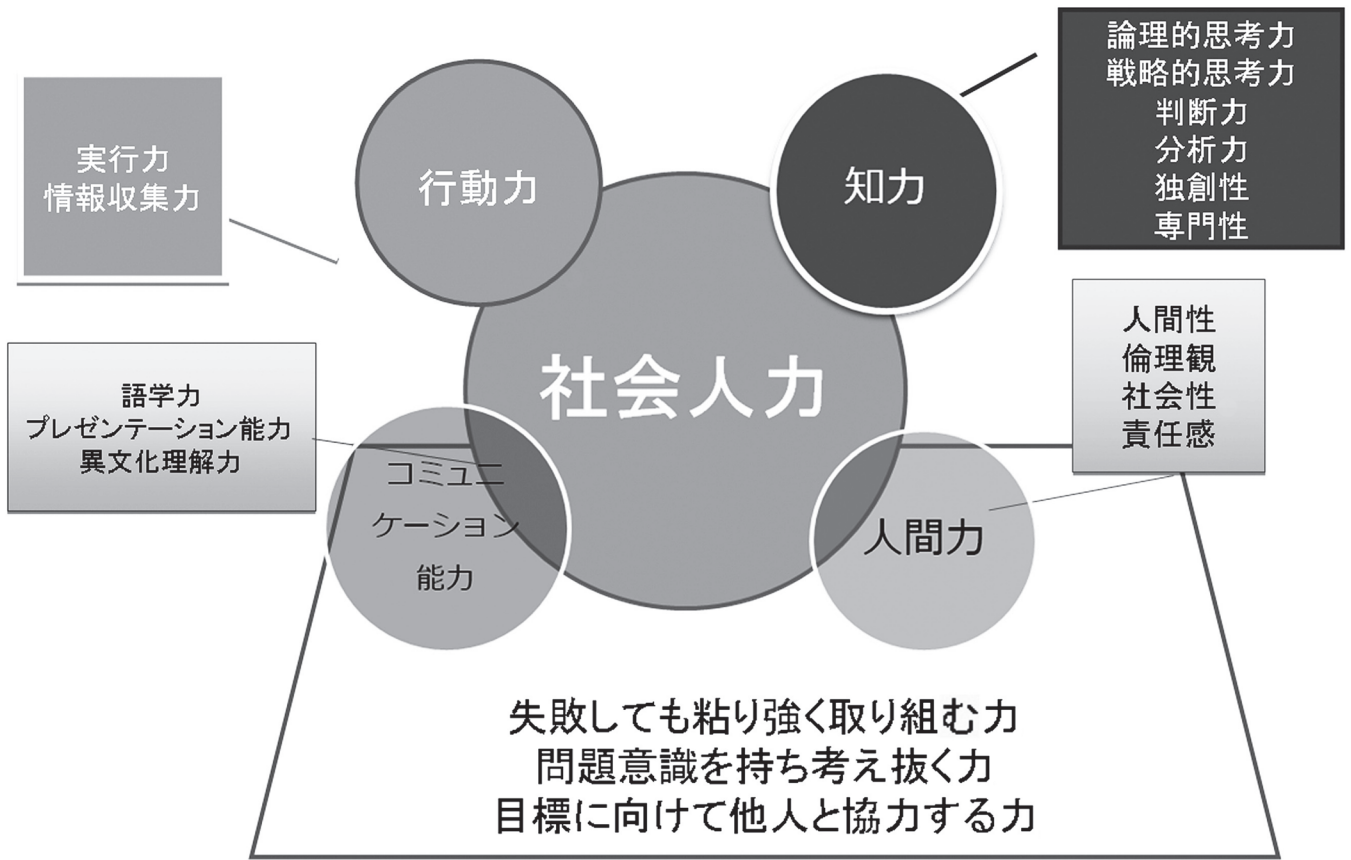 論理的思考力
戦略的思考力
判断力
分析力
独創性
専門性
実行力
情報収集力
行動力
知力
人間性
倫理観
社会性
責任感
社会人力
語学力
プレゼンテーション能力
異文化理解力
コミュニ
ケーション
能力
人間力
失敗しても粘り強く取り組む力
問題意識を持ち考え抜く力
目標に向けて他人と協力する力